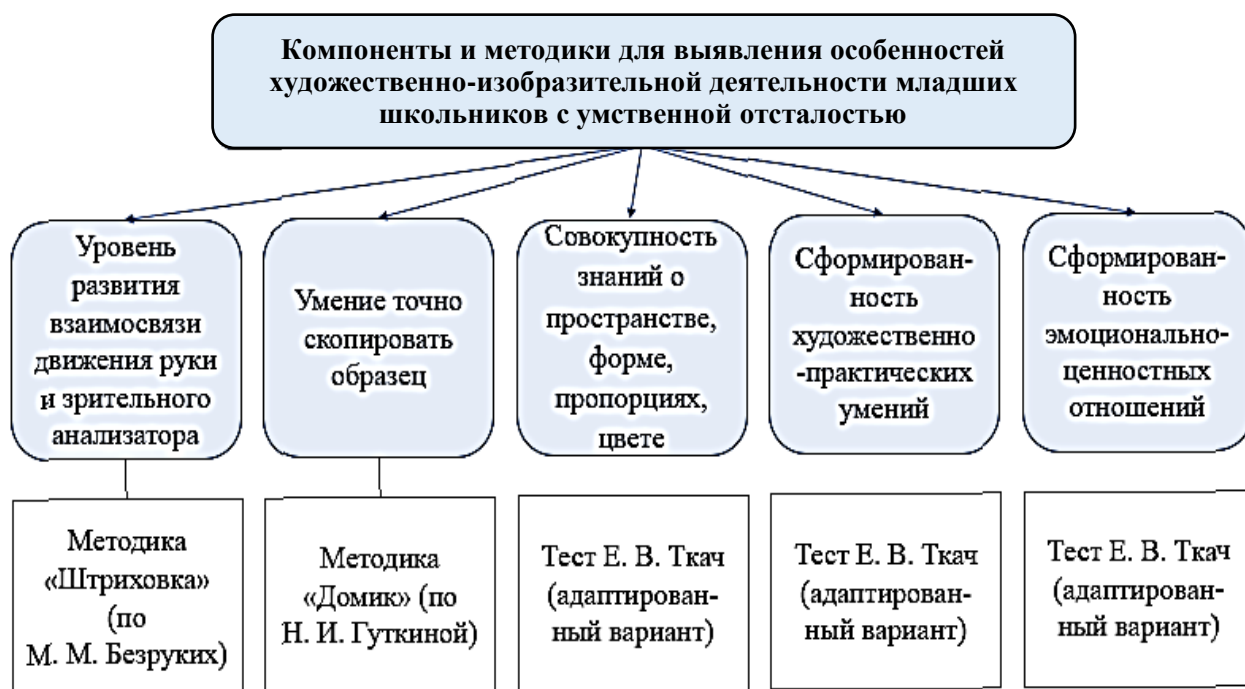 Компоненты и методики для выявления особенностей
художественно-изобразительной деятельности младших
школьников с умственной отсталостью
Уровень
развития
взаимосвязи
движения руки
и зрительного
анализатора
Умение точно
скопировать
образец
Совокупность
знаний о
пространстве,
форме,
пропорциях,
цвете
Сформирован-
ность
художественно
-практических
умений
Сформирован-
ность
эмоционально-
ценностных
отношений
Методика
«Штриховка»
(по
М. М. Безруких)
Методика
«Домик» (по
Н. И. Гуткиной)
Тест Е. В. Ткач
(адаптирован-
ный вариант)
Тест Е. В. Ткач
(адаптирован-
ный вариант)
Тест Е. В. Ткач
(адаптирован-
ный вариант)